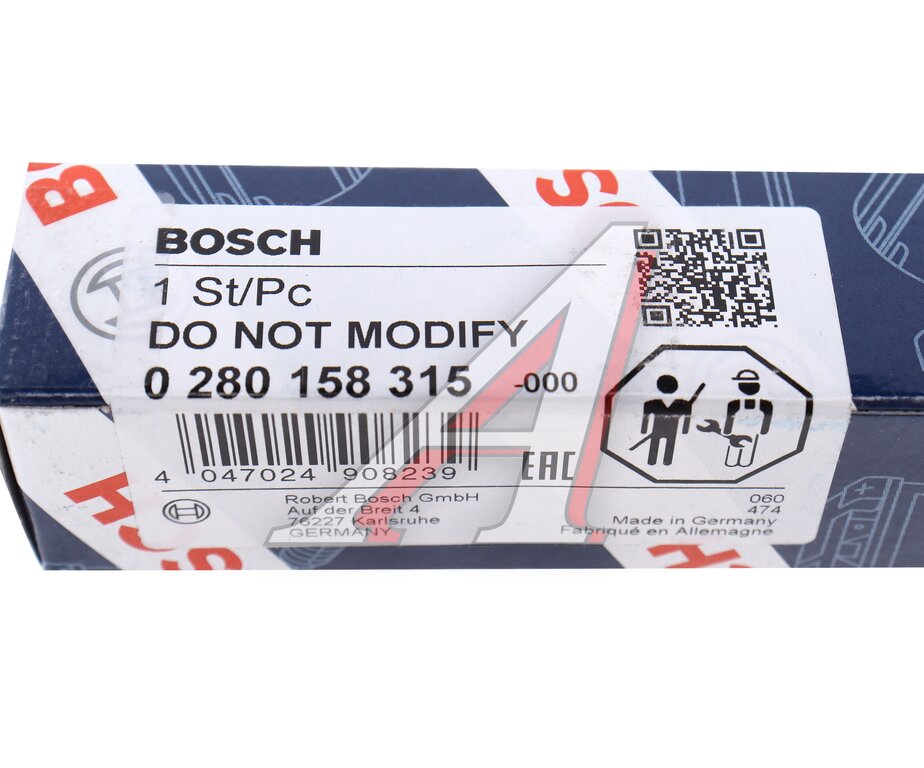 BOSCH
1 St/Pc
DO NOT MODIFY
0 280 158 315 -000
4 047024 908239
EAC
Robert Bosch GmbH
Auf der Breit 4
76227 Karlsruhe
GERMANY
060
474
Made in Germany
Fabriqué en Allemagne